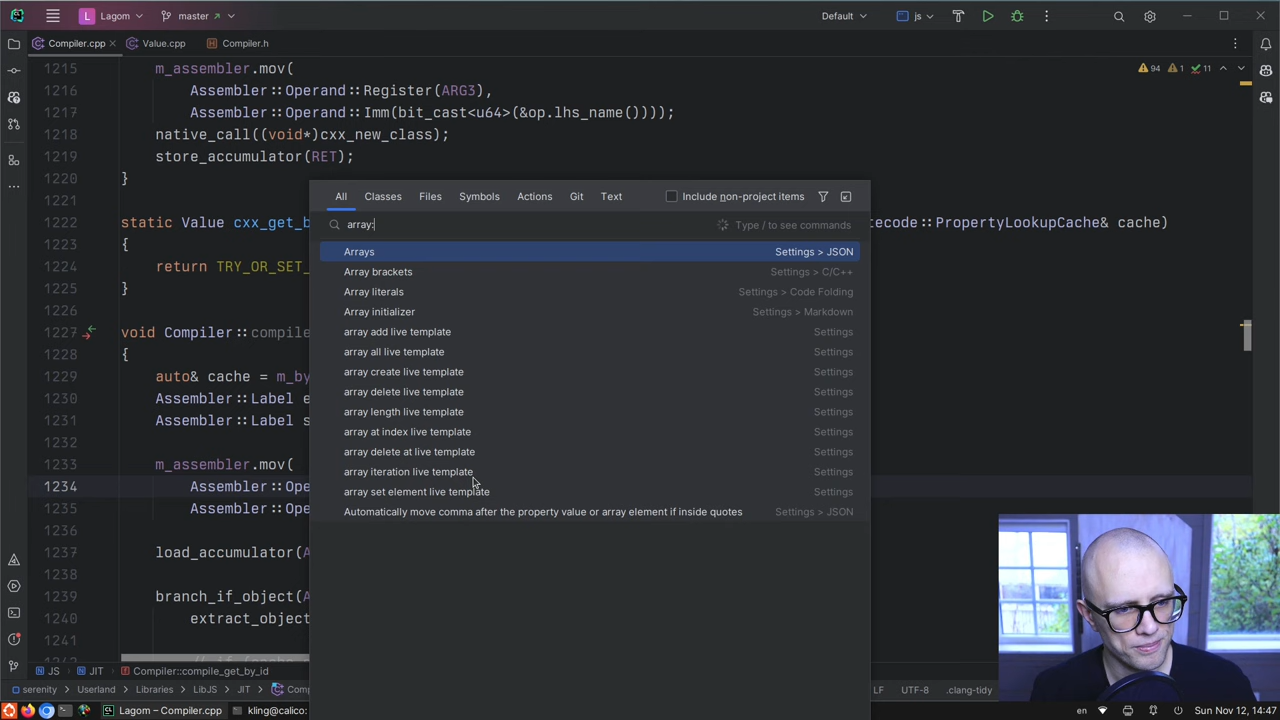 L Lagom
master
Default
js
Compiler.cpp
Value.cpp
Compiler.h
1215 m_assembler.mov(
1216 Assembler::Operand::Register(ARG3),
1217 Assembler::Operand::Imm(bit_cast<u64>(&op.lhs_name())));
1218 native_call((void*)cxx_new_class);
1219 store_accumulator(RET);
1220 }
1221
1222 static Value cxx_get_b tecode::PropertyLookupCache& cache)
1223 {
1224 return TRY_OR_SET_
1225 }
1226
1227 void Compiler::compile
1228 {
1229 auto& cache = m_by
1230 Assembler::Label e
1231 Assembler::Label s
1232
1233 m_assembler.mov(
1234 Assembler::Ope
1235 Assembler::Ope
1236
1237 load_accumulator(A
1238
1239 branch_if_object(A
1240 extract_object
1241
94 1 11
All Classes Files Symbols Actions Git Text Include non-project items
array: Type / to see commands
Arrays Settings > JSON
Array brackets Settings > C/C++
Array literals Settings > Code Folding
Array initializer Settings > Markdown
array add live template Settings
array all live template Settings
array create live template Settings
array delete live template Settings
array length live template Settings
array at index live template Settings
array delete at live template Settings
array iteration live template Settings
array set element live template Settings
Automatically move comma after the property value or array element if inside quotes Settings > JSON
JS JIT Compiler::compile_get_by_id
serenity Userland Libraries LibJS JIT Comp LF UTF-8 .clang-tidy
Lagom – Compiler.cpp
kling@calico:
en Sun Nov 12, 14:47